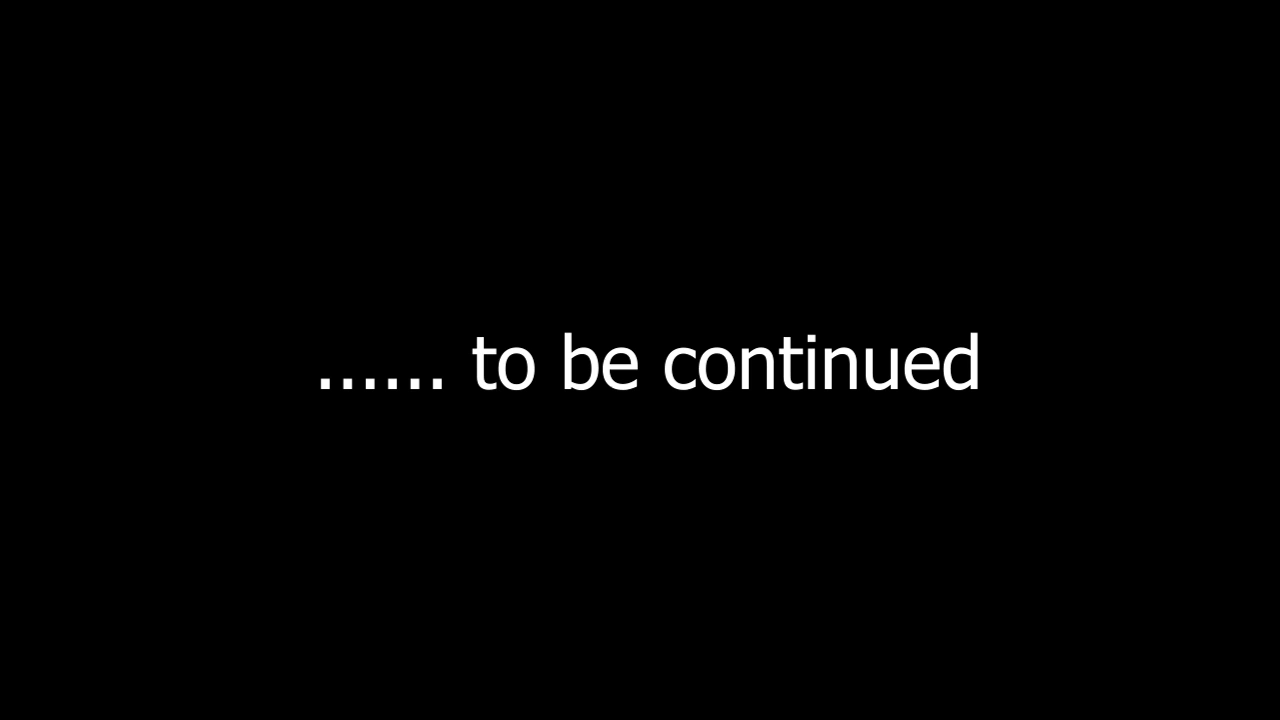 ...... to be continued